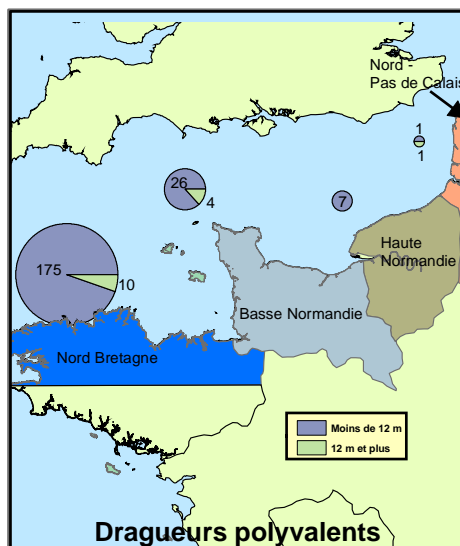 Nord -
Pas de Calais
1
1
26
4
7
Haute
Normandie
175
10
Basse Normandie
Nord Bretagne
Moins de 12 m
12 m et plus
Dragueurs polyvalents